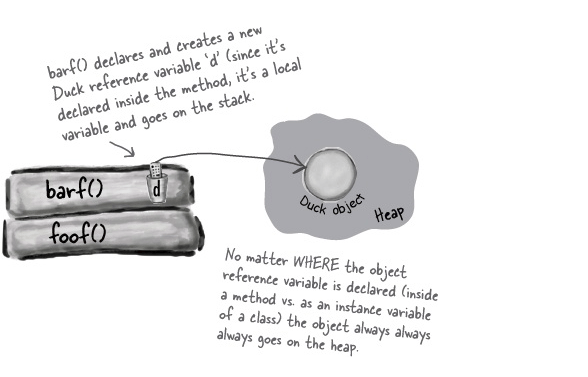 barf() declares and creates a new
Duck reference variable 'd' (since it's
declared inside the method, it's a local
variable and goes on the stack.
barf()
d
foof()
Duck object
Heap
No matter WHERE the object
reference variable is declared (inside
a method vs. as an instance variable
of a class) the object always always
always goes on the heap.